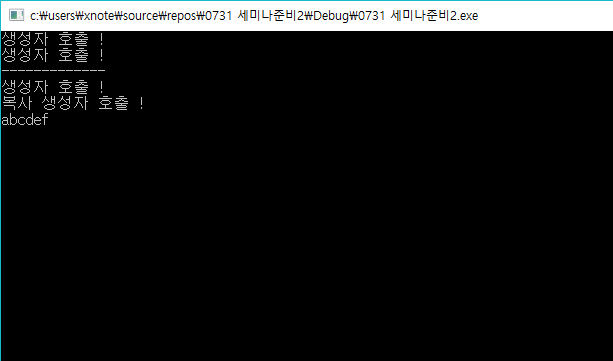 c:₩users₩xnote₩source₩repos₩0731 세미나준비2₩Debug₩0731 세미나준비2.exe
생성자 호출 !
생성자 호출 !
-------------
생성자 호출 !
복사 생성자 호출 !
abcdef